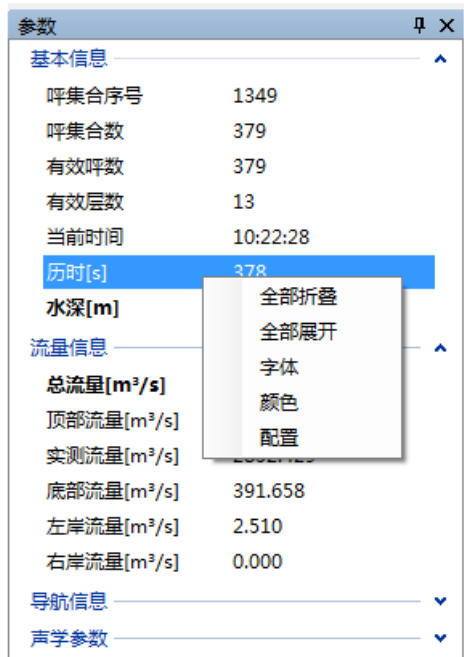 参数
基本信息
呯集合序号 1349
呯集合数 379
有效呯数 379
有效层数 13
当前时间 10:22:28
历时[s] 378
水深[m]
全部折叠
全部展开
字体
颜色
配置
流量信息
总流量[m³/s]
顶部流量[m³/s]
实测流量[m³/s]
底部流量[m³/s] 391.658
左岸流量[m³/s] 2.510
右岸流量[m³/s] 0.000
导航信息
声学参数